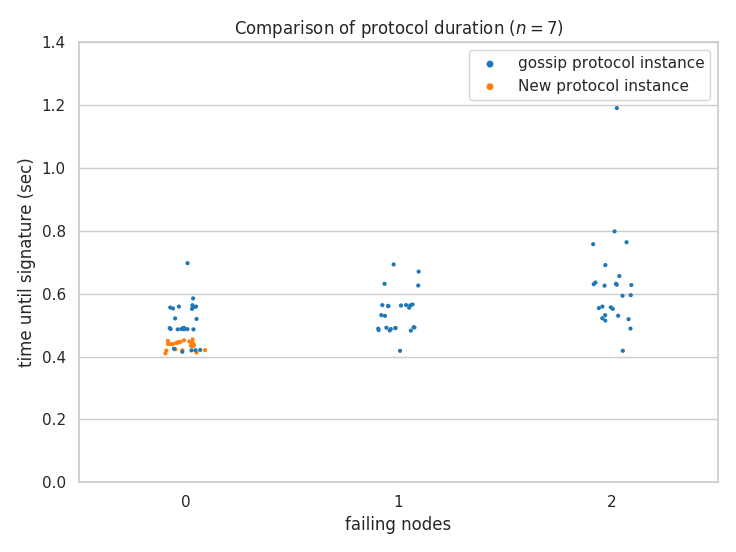 Comparison of protocol duration (n = 7)
gossip protocol instance
New protocol instance
time until signature (sec)
1.4
1.2
1.0
0.8
0.6
0.4
0.2
0.0
0 1 2
failing nodes